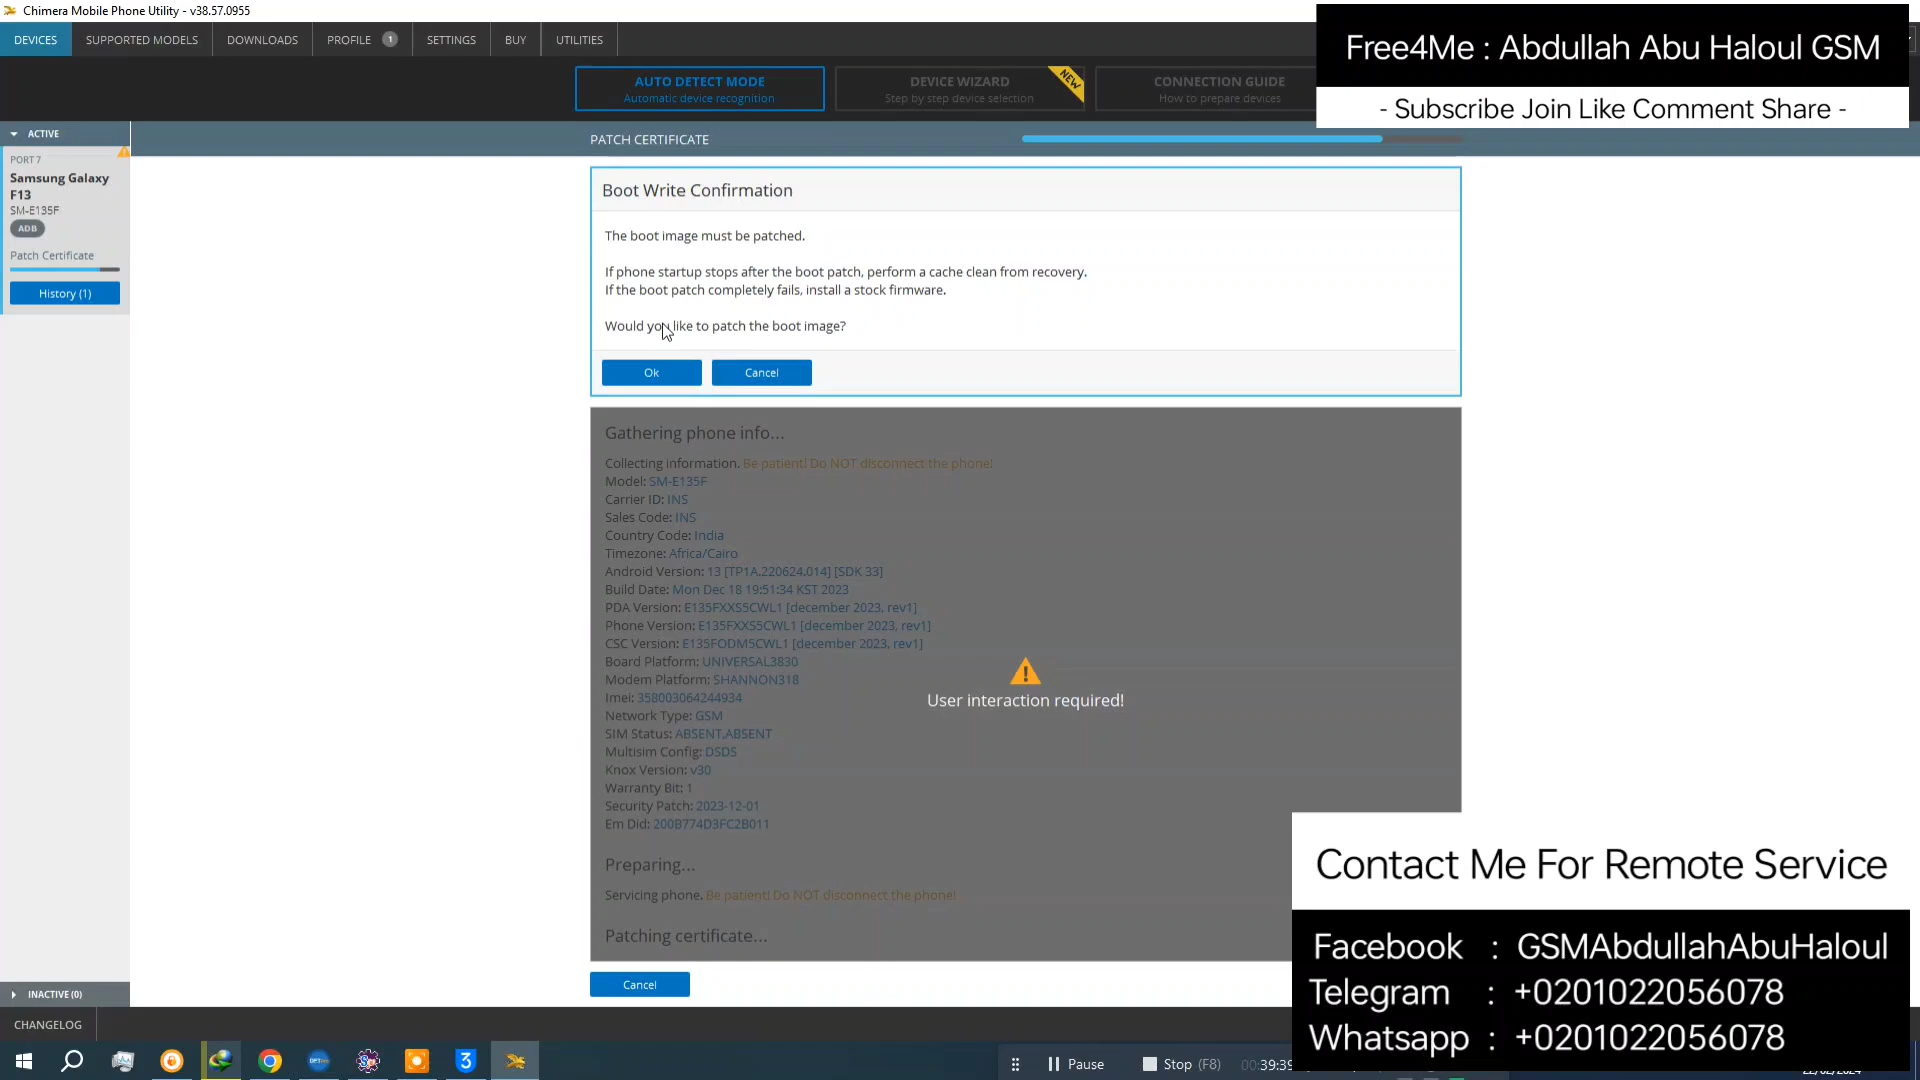 Chimera Mobile Phone Utility - v38.57.0955
DEVICES
SUPPORTED MODELS
DOWNLOADS
PROFILE 1
SETTINGS
BUY
UTILITIES
Free4Me : Abdullah Abu Haloul GSM
- Subscribe Join Like Comment Share -
AUTO DETECT MODE
Automatic device recognition
DEVICE WIZARD
Step by step device selection
NEW
CONNECTION GUIDE
How to prepare devices
ACTIVE
PORT 7
Samsung Galaxy
F13
SM-E135F
ADB
Patch Certificate
History (1)
PATCH CERTIFICATE
Boot Write Confirmation
The boot image must be patched.
If phone startup stops after the boot patch, perform a cache clean from recovery.
If the boot patch completely fails, install a stock firmware.
Would you like to patch the boot image?
Ok
Cancel
Gathering phone info...
Collecting information. Be patient! Do NOT disconnect the phone!
Model: SM-E135F
Carrier ID: INS
Sales Code: INS
Country Code: India
Timezone: Africa/Cairo
Android Version: 13 [TP1A.220624.014] [SDK 33]
Build Date: Mon Dec 18 19:51:34 KST 2023
PDA Version: E135FXXS5CWL1 [december 2023, rev1]
Phone Version: E135FXXS5CWL1 [december 2023, rev1]
CSC Version: E135FODM5CWL1 [december 2023, rev1]
Board Platform: UNIVERSAL3830
Modem Platform: SHANNON318
Imei: 358003064244934
Network Type: GSM
SIM Status: ABSENT,ABSENT
Multisim Config: DSDS
Knox Version: v30
Warranty Bit: 1
Security Patch: 2023-12-01
Em Did: 200B774D3FC2B011
User interaction required!
Preparing...
Servicing phone. Be patient! Do NOT disconnect the phone!
Patching certificate...
Cancel
Contact Me For Remote Service
Facebook : GSMAbdullahAbuHaloul
Telegram : +0201022056078
Whatsapp : +0201022056078
INACTIVE (0)
CHANGELOG
3
Pause
Stop (F8)
00:39:39